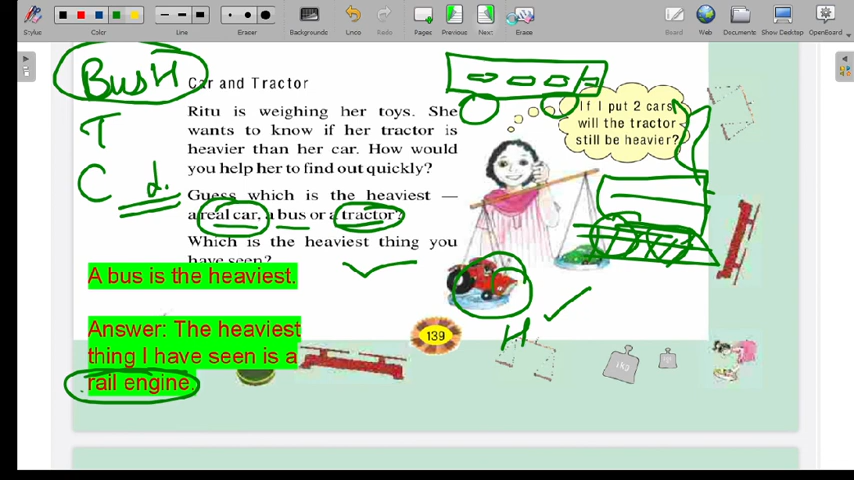 Stylus
Color
Line
Eraser
Backgrounds
Undo
Redo
Pages
Previous
Next
Erase
Board
Web
Documents
Show Desktop
OpenBoard
BusH
T
C d.
Car and Tractor
Ritu is weighing her toys. She
wants to know if her tractor is
heavier than her car. How would
you help her to find out quickly?
Guess which is the heaviest —
a real car, a bus or a tractor?
Which is the heaviest thing you
have seen?
If I put 2 cars
will the tractor
still be heavier?
A bus is the heaviest.
Answer: The heaviest
thing I have seen is a
rail engine.
H
139
1kg